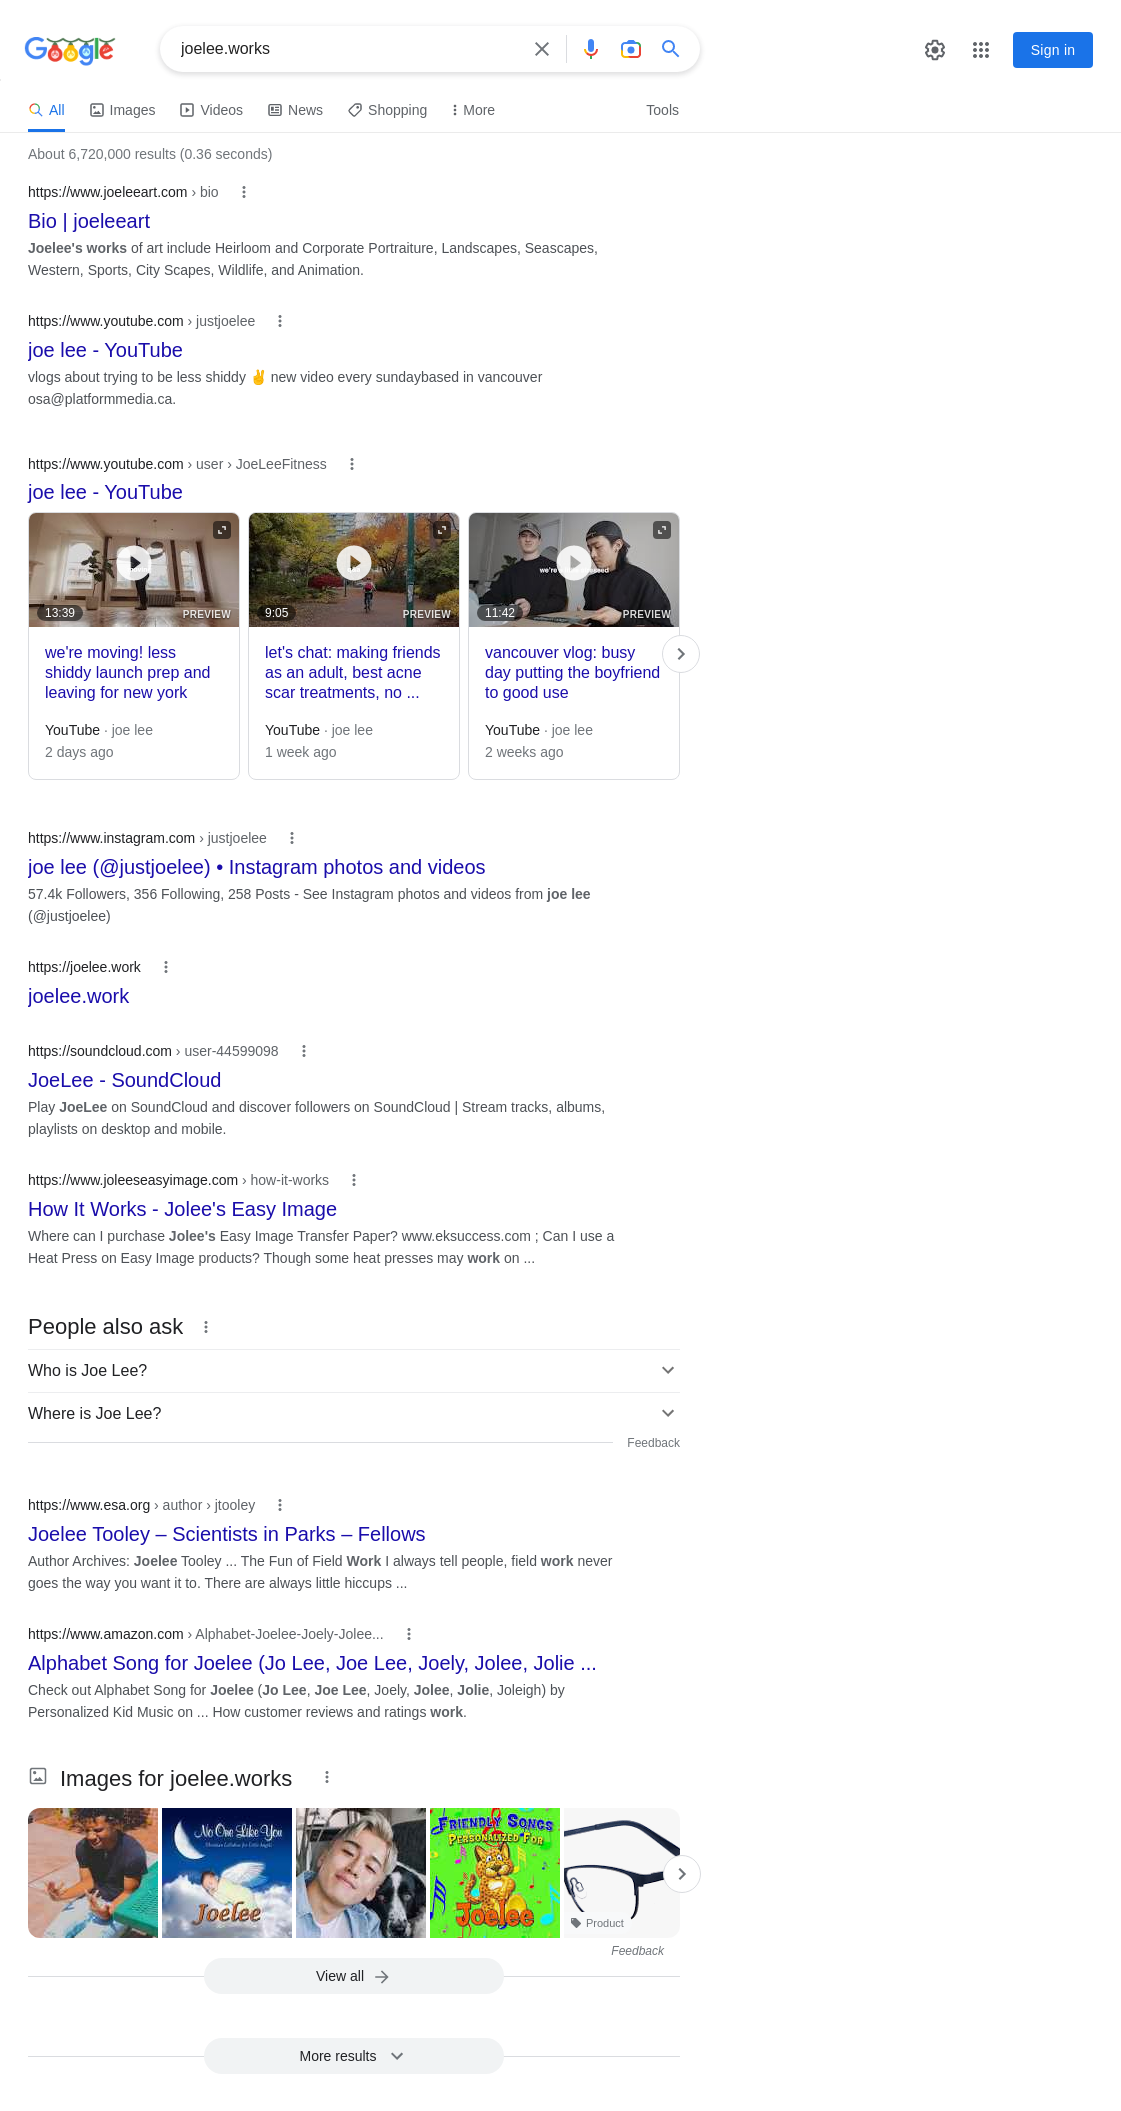 Google
joelee.works
Sign in
All
Images
Videos
News
Shopping
More
Tools
About 6,720,000 results (0.36 seconds)
https://www.joeleeart.com › bio
Bio | joeleeart
Joelee's works of art include Heirloom and Corporate Portraiture, Landscapes, Seascapes,
Western, Sports, City Scapes, Wildlife, and Animation.
https://www.youtube.com › justjoelee
joe lee - YouTube
vlogs about trying to be less shiddy ✌️ new video every sundaybased in vancouver
osa@platformmedia.ca.
https://www.youtube.com › user › JoeLeeFitness
joe lee - YouTube
13:39
PREVIEW
9:05
PREVIEW
11:42
PREVIEW
we're moving! less
shiddy launch prep and
leaving for new york
YouTube · joe lee
2 days ago
let's chat: making friends
as an adult, best acne
scar treatments, no ...
YouTube · joe lee
1 week ago
vancouver vlog: busy
day putting the boyfriend
to good use
YouTube · joe lee
2 weeks ago
https://www.instagram.com › justjoelee
joe lee (@justjoelee) • Instagram photos and videos
57.4k Followers, 356 Following, 258 Posts - See Instagram photos and videos from joe lee
(@justjoelee)
https://joelee.work
joelee.work
https://soundcloud.com › user-44599098
JoeLee - SoundCloud
Play JoeLee on SoundCloud and discover followers on SoundCloud | Stream tracks, albums,
playlists on desktop and mobile.
https://www.joleeseasyimage.com › how-it-works
How It Works - Jolee's Easy Image
Where can I purchase Jolee's Easy Image Transfer Paper? www.eksuccess.com ; Can I use a
Heat Press on Easy Image products? Though some heat presses may work on ...
People also ask
Who is Joe Lee?
Where is Joe Lee?
Feedback
https://www.esa.org › author › jtooley
Joelee Tooley – Scientists in Parks – Fellows
Author Archives: Joelee Tooley ... The Fun of Field Work I always tell people, field work never
goes the way you want it to. There are always little hiccups ...
https://www.amazon.com › Alphabet-Joelee-Joely-Jolee...
Alphabet Song for Joelee (Jo Lee, Joe Lee, Joely, Jolee, Jolie ...
Check out Alphabet Song for Joelee (Jo Lee, Joe Lee, Joely, Jolee, Jolie, Joleigh) by
Personalized Kid Music on ... How customer reviews and ratings work.
Images for joelee.works
No One Like You
Joelee
FRIENDLY SONGS
PERSONALIZED FOR
Joelee
Product
Feedback
View all
More results